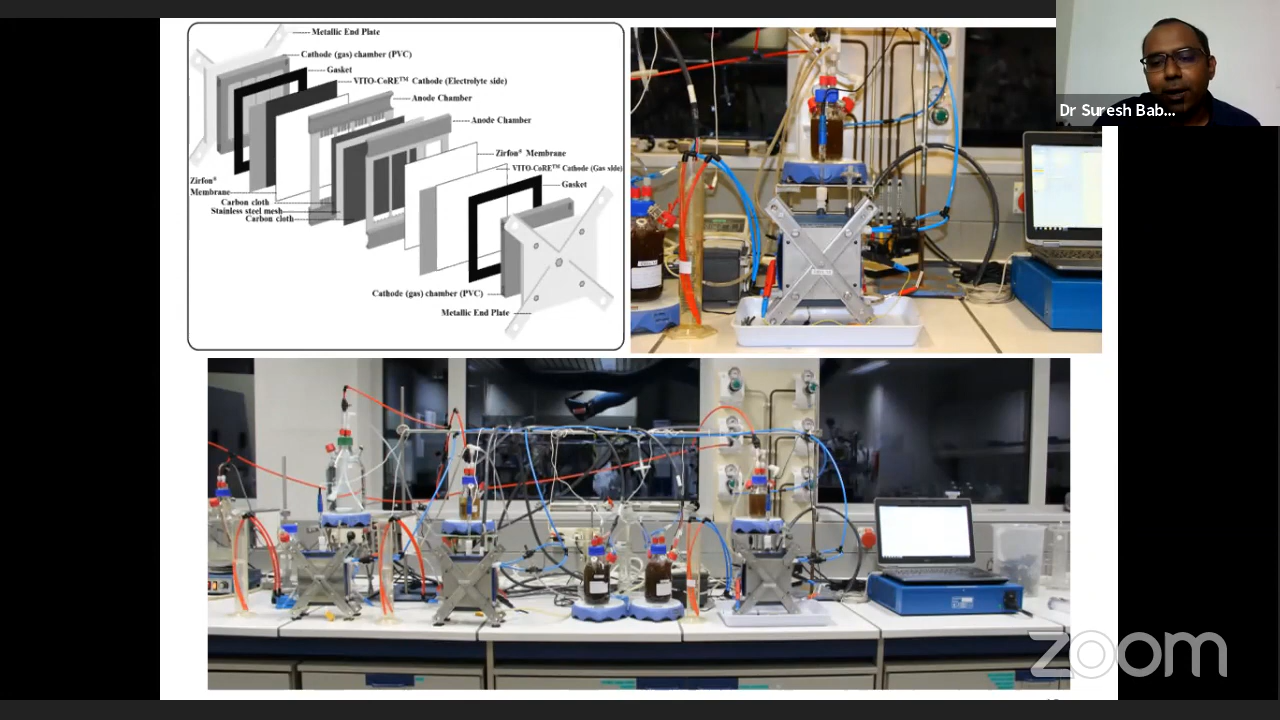 Metallic End Plate
Cathode (gas) chamber (PVC)
Gasket
VITO-CoRE™ Cathode (Electrolyte side)
Anode Chamber
Anode Chamber
Zirfon® Membrane
VITO-CoRE™ Cathode (Gas side)
Gasket
Zirfon®
Membrane
Carbon cloth
Stainless steel mesh
Carbon cloth
Cathode (gas) chamber (PVC)
Metallic End Plate
Dr Suresh Bab...
zoom